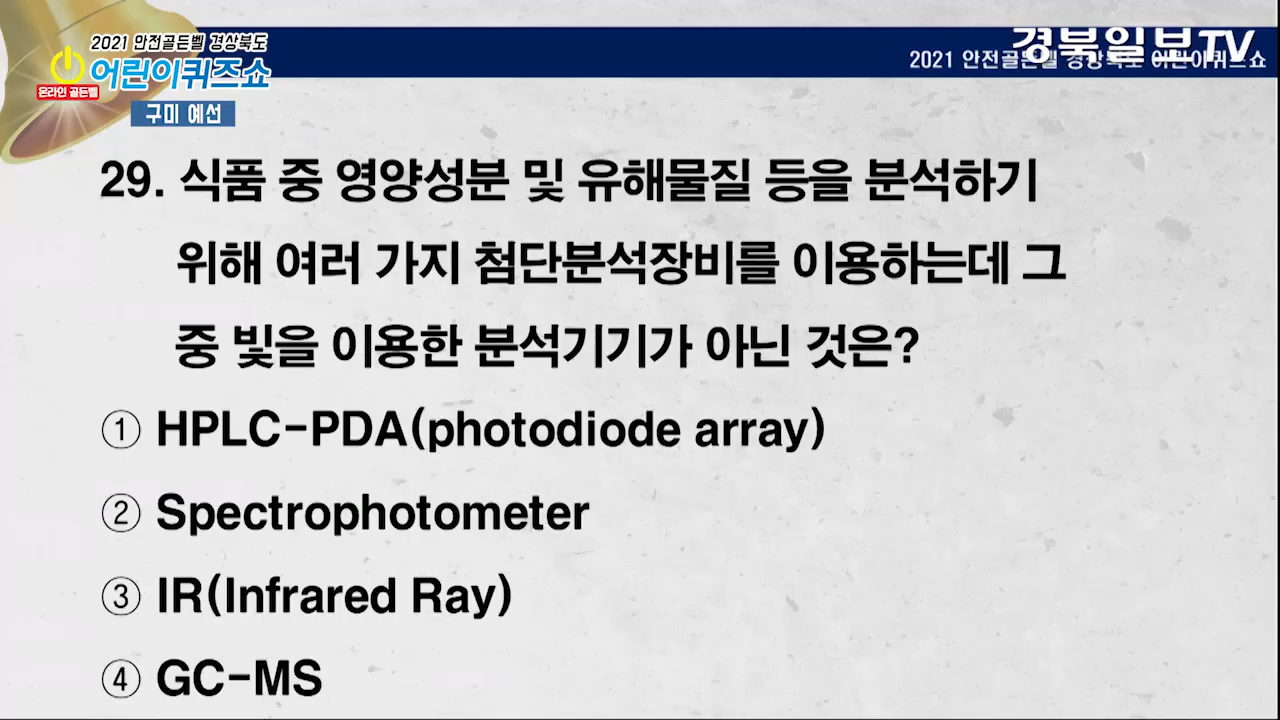 2021 안전골든벨 경상북도
어린이퀴즈쇼
온라인 골든벨
구미 예선
경북일보TV
2021 안전골든벨 경상북도 어린이퀴즈쇼
29. 식품 중 영양성분 및 유해물질 등을 분석하기
위해 여러 가지 첨단분석장비를 이용하는데 그
중 빛을 이용한 분석기기가 아닌 것은?
① HPLC-PDA(photodiode array)
② Spectrophotometer
③ IR(Infrared Ray)
④ GC-MS